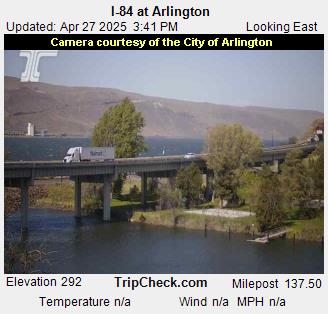 I-84 at Arlington
Updated: Apr 27 2025 3:41 PM Looking East
Camera courtesy of the City of Arlington
Walmart
Elevation 292 TripCheck.com Milepost 137.50
Temperature n/a Wind n/a MPH n/a